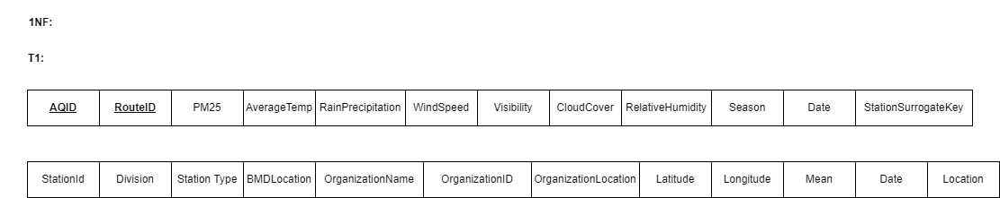 1NF:
T1:
AQID RouteID PM25 AverageTemp RainPrecipitation WindSpeed Visibility CloudCover RelativeHumidity Season Date StationSurrogateKey
StationId Division Station Type BMDLocation OrganizationName OrganizationID OrganizationLocation Latitude Longitude Mean Date Location